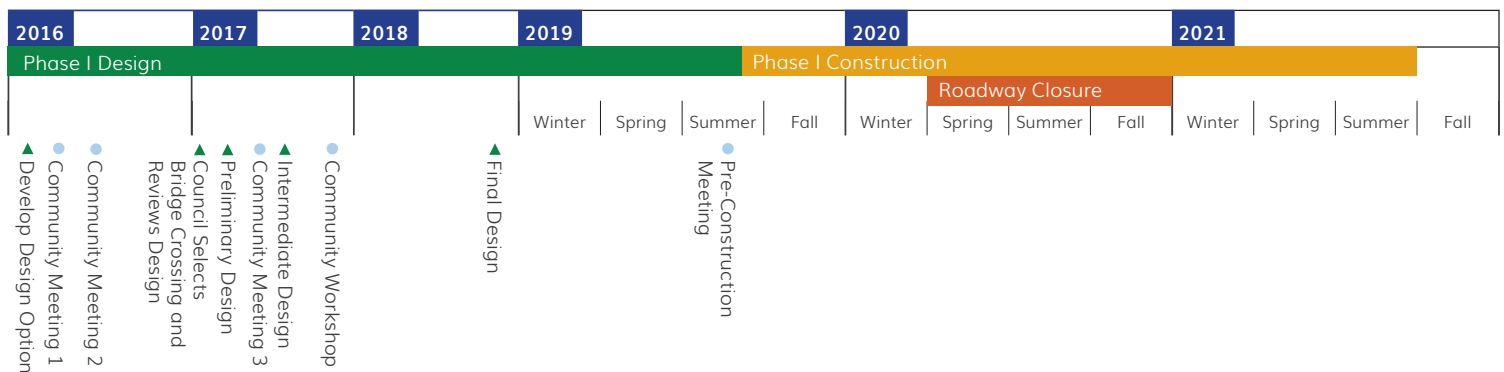 2016 2017 2018 2019 2020 2021
Phase I Design Phase I Construction
Roadway Closure
Winter Spring Summer Fall Winter Spring Summer Fall Winter Spring Summer Fall
Develop Design Option
Community Meeting 1
Community Meeting 2
Council Selects
Bridge Crossing and
Reviews Design
Preliminary Design
Community Meeting 3
Intermediate Design
Community Workshop
Final Design
Pre-Construction
Meeting